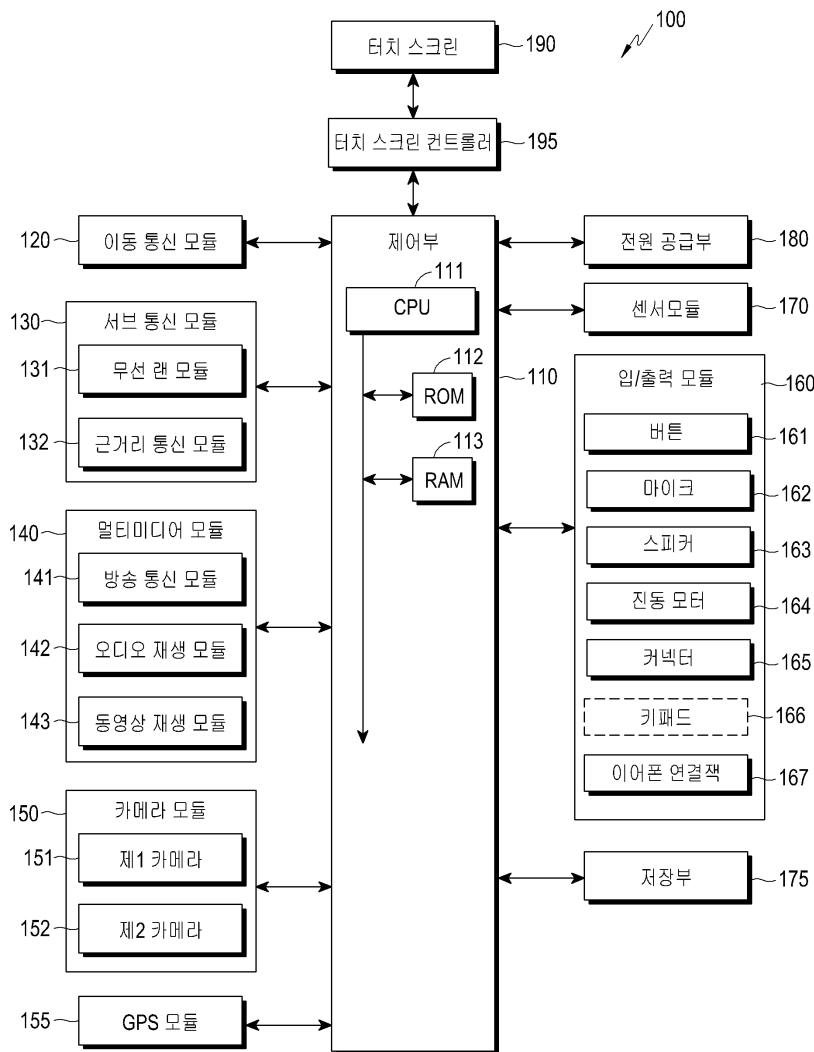 100
터치 스크린
190
터치 스크린 컨트롤러
195
120
이동 통신 모듈
130
서브 통신 모듈
131
무선 랜 모듈
132
근거리 통신 모듈
140
멀티미디어 모듈
141
방송 통신 모듈
142
오디오 재생 모듈
143
동영상 재생 모듈
150
카메라 모듈
151
제1 카메라
152
제2 카메라
155
GPS 모듈
제어부
111
CPU
112
ROM
113
RAM
110
전원 공급부
180
센서모듈
170
입/출력 모듈
160
버튼
161
마이크
162
스피커
163
진동 모터
164
커넥터
165
키패드
166
이어폰 연결잭
167
저장부
175